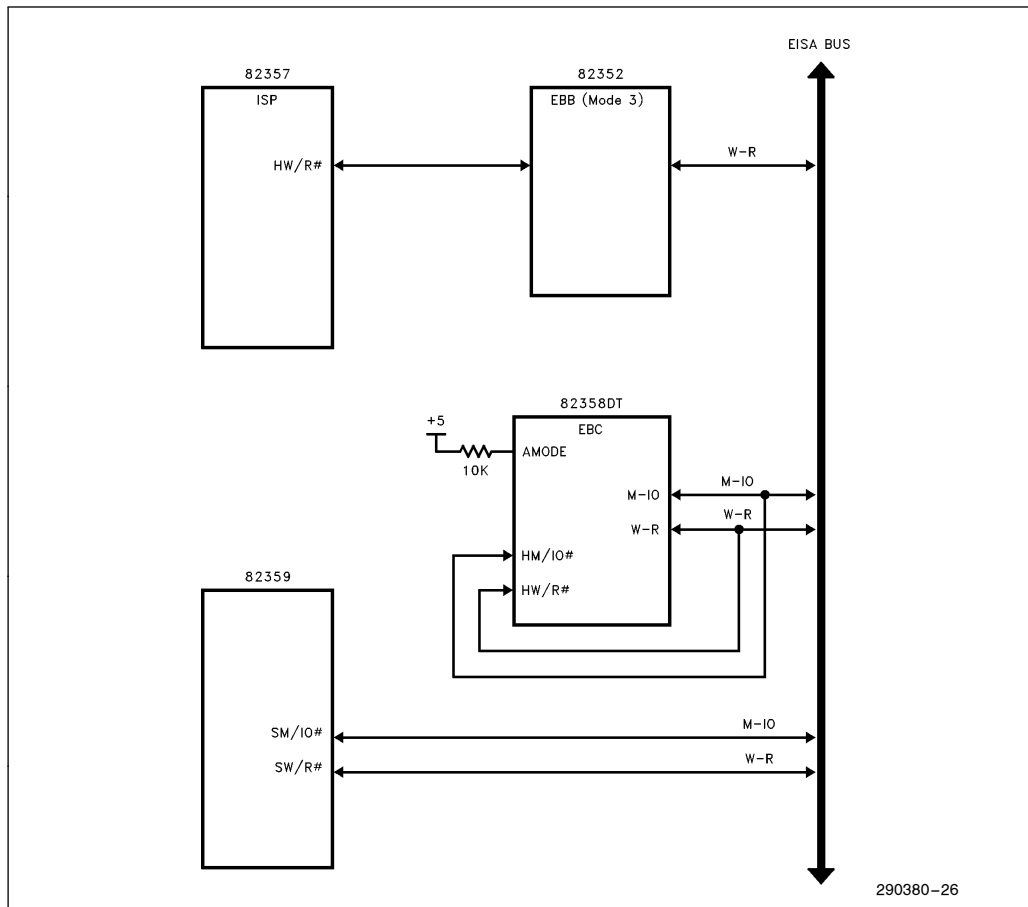 EISA BUS
82357
ISP
HW/R#
82352
EBB (Mode 3)
W-R
82358DT
EBC
+5
10K
AMODE
M-IO
W-R
HM/IO#
HW/R#
M-IO
W-R
82359
SM/IO#
SW/R#
M-IO
W-R
290380-26